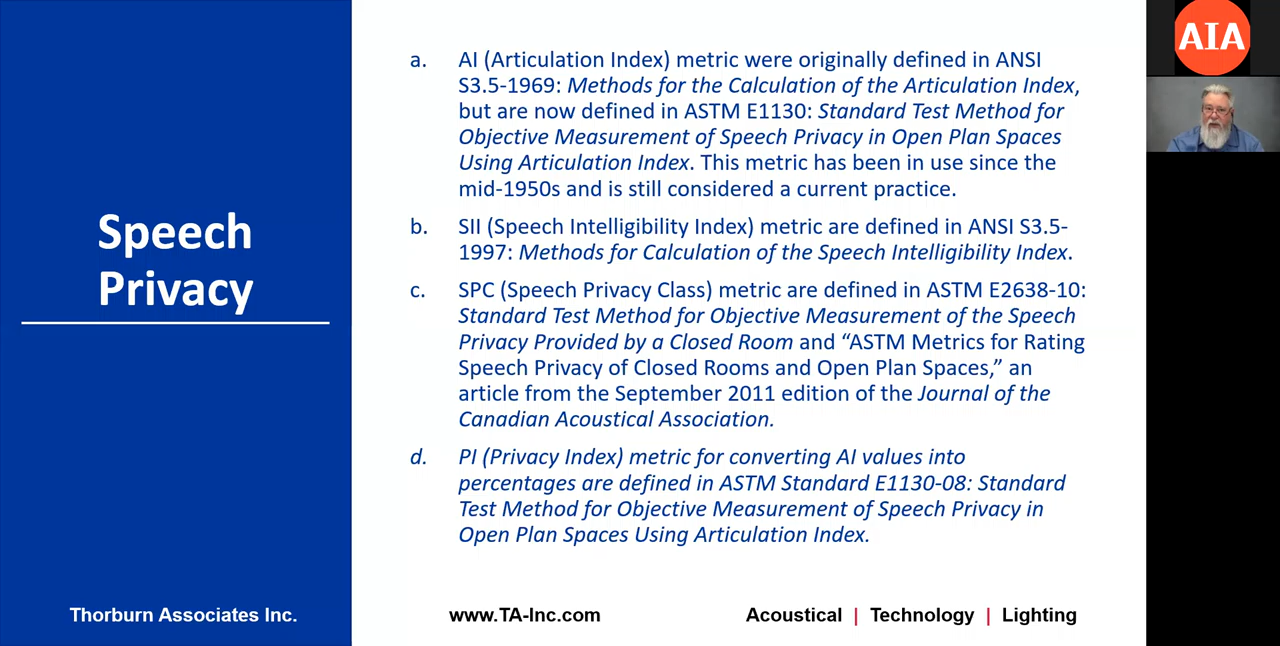 Speech
Privacy
a. AI (Articulation Index) metric were originally defined in ANSI
S3.5-1969: Methods for the Calculation of the Articulation Index,
but are now defined in ASTM E1130: Standard Test Method for
Objective Measurement of Speech Privacy in Open Plan Spaces
Using Articulation Index. This metric has been in use since the
mid-1950s and is still considered a current practice.
b. SII (Speech Intelligibility Index) metric are defined in ANSI S3.5-
1997: Methods for Calculation of the Speech Intelligibility Index.
c. SPC (Speech Privacy Class) metric are defined in ASTM E2638-10:
Standard Test Method for Objective Measurement of the Speech
Privacy Provided by a Closed Room and “ASTM Metrics for Rating
Speech Privacy of Closed Rooms and Open Plan Spaces,” an
article from the September 2011 edition of the Journal of the
Canadian Acoustical Association.
d. PI (Privacy Index) metric for converting AI values into
percentages are defined in ASTM Standard E1130-08: Standard
Test Method for Objective Measurement of Speech Privacy in
Open Plan Spaces Using Articulation Index.
Thorburn Associates Inc.
www.TA-Inc.com
Acoustical | Technology | Lighting
AIA